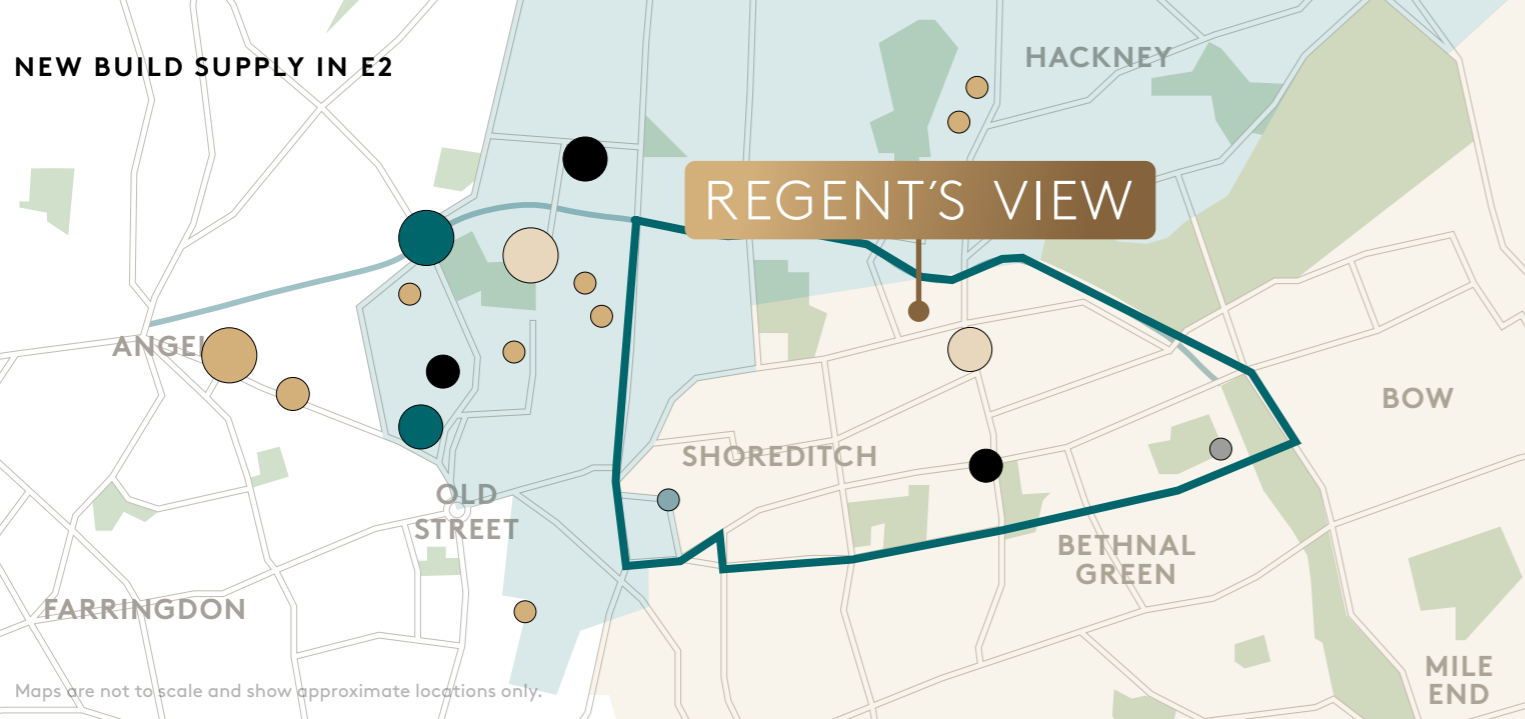 NEW BUILD SUPPLY IN E2
HACKNEY
REGENT'S VIEW
ANGEL
BOW
SHOREDITCH
OLD
STREET
BETHNAL
GREEN
FARRINGDON
MILE
END
Maps are not to scale and show approximate locations only.